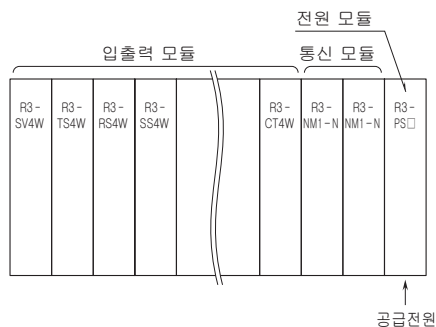 전원 모듈
입출력 모듈
통신 모듈
R3-
SV4W
R3-
TS4W
R3-
RS4W
R3-
SS4W
R3-
CT4W
R3-
NM1-N
R3-
NM1-N
R3-
PS□
공급전원